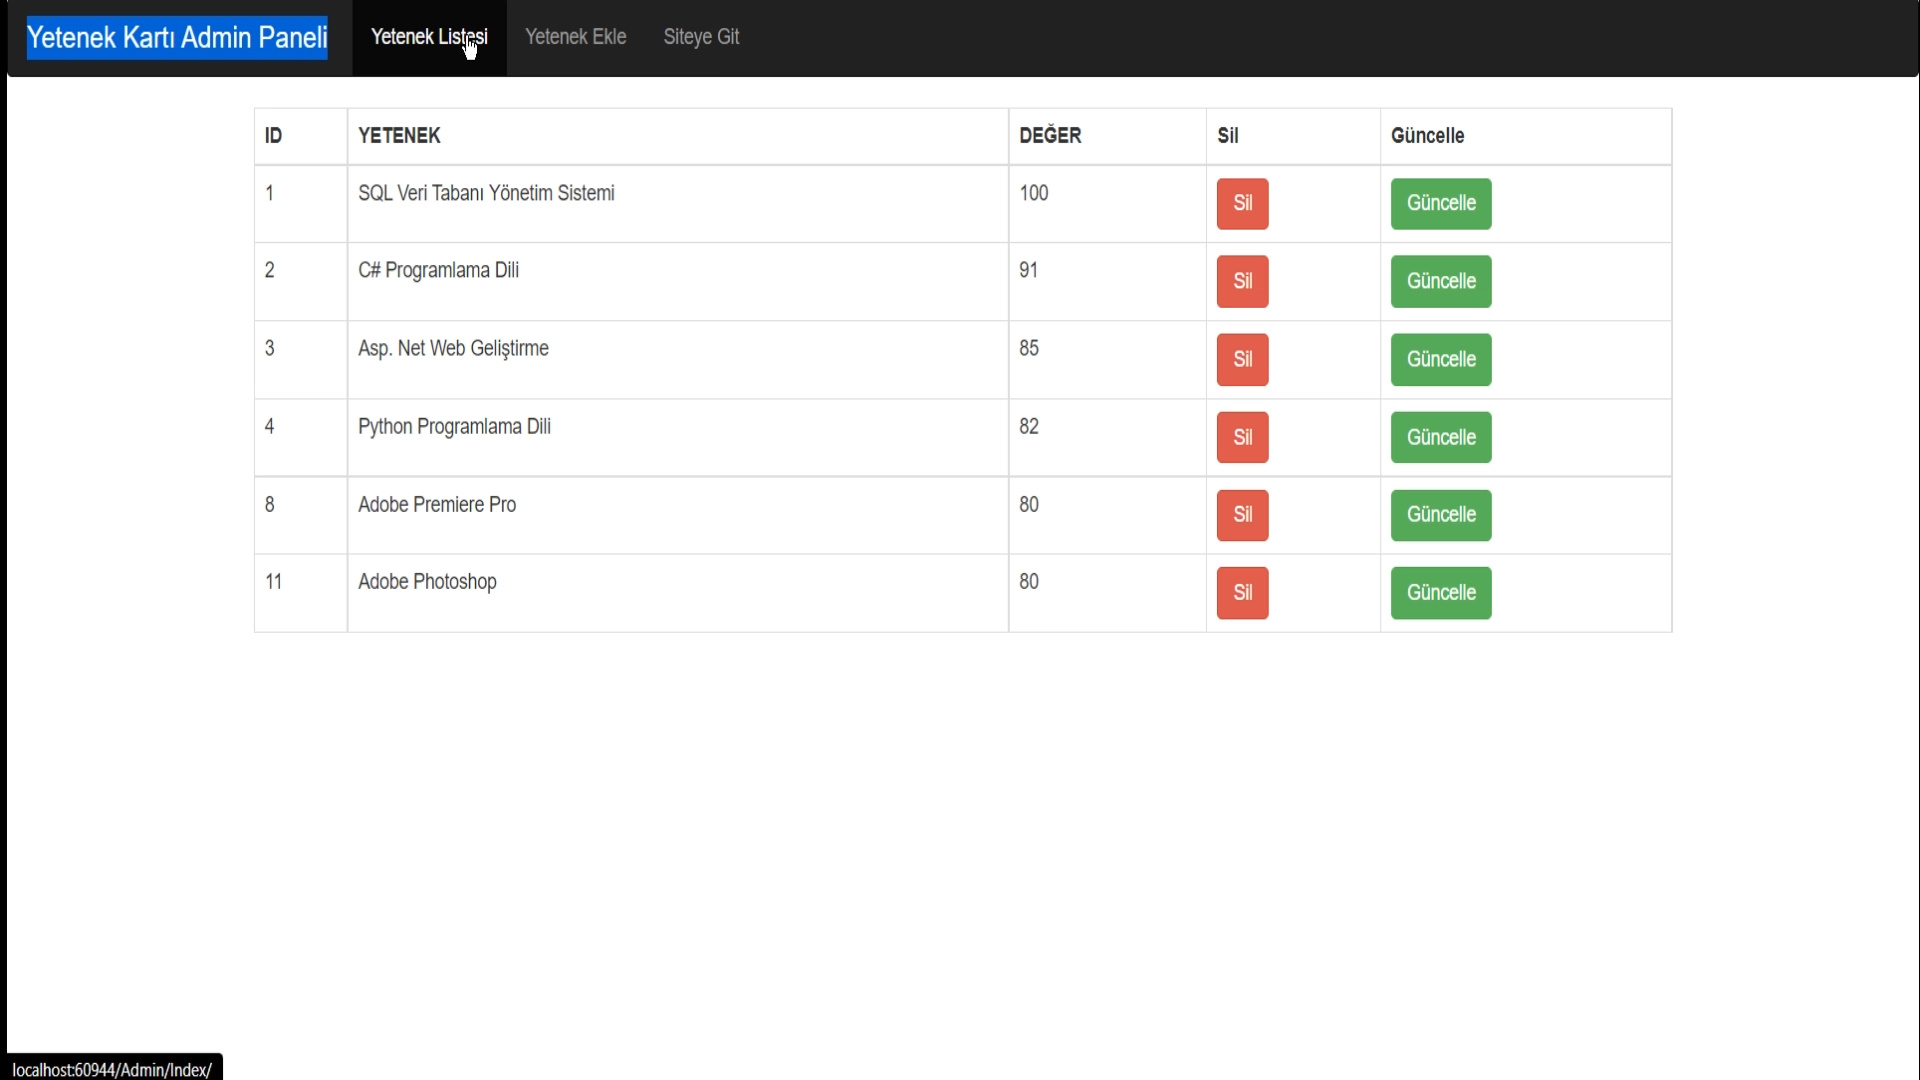 Yetenek Kartı Admin Paneli Yetenek Listesi Yetenek Ekle Siteye Git
ID YETENEK DEĞER Sil Güncelle
1 SQL Veri Tabanı Yönetim Sistemi 100 Sil Güncelle
2 C# Programlama Dili 91 Sil Güncelle
3 Asp. Net Web Geliştirme 85 Sil Güncelle
4 Python Programlama Dili 82 Sil Güncelle
8 Adobe Premiere Pro 80 Sil Güncelle
11 Adobe Photoshop 80 Sil Güncelle
localhost:60944/Admin/Index/